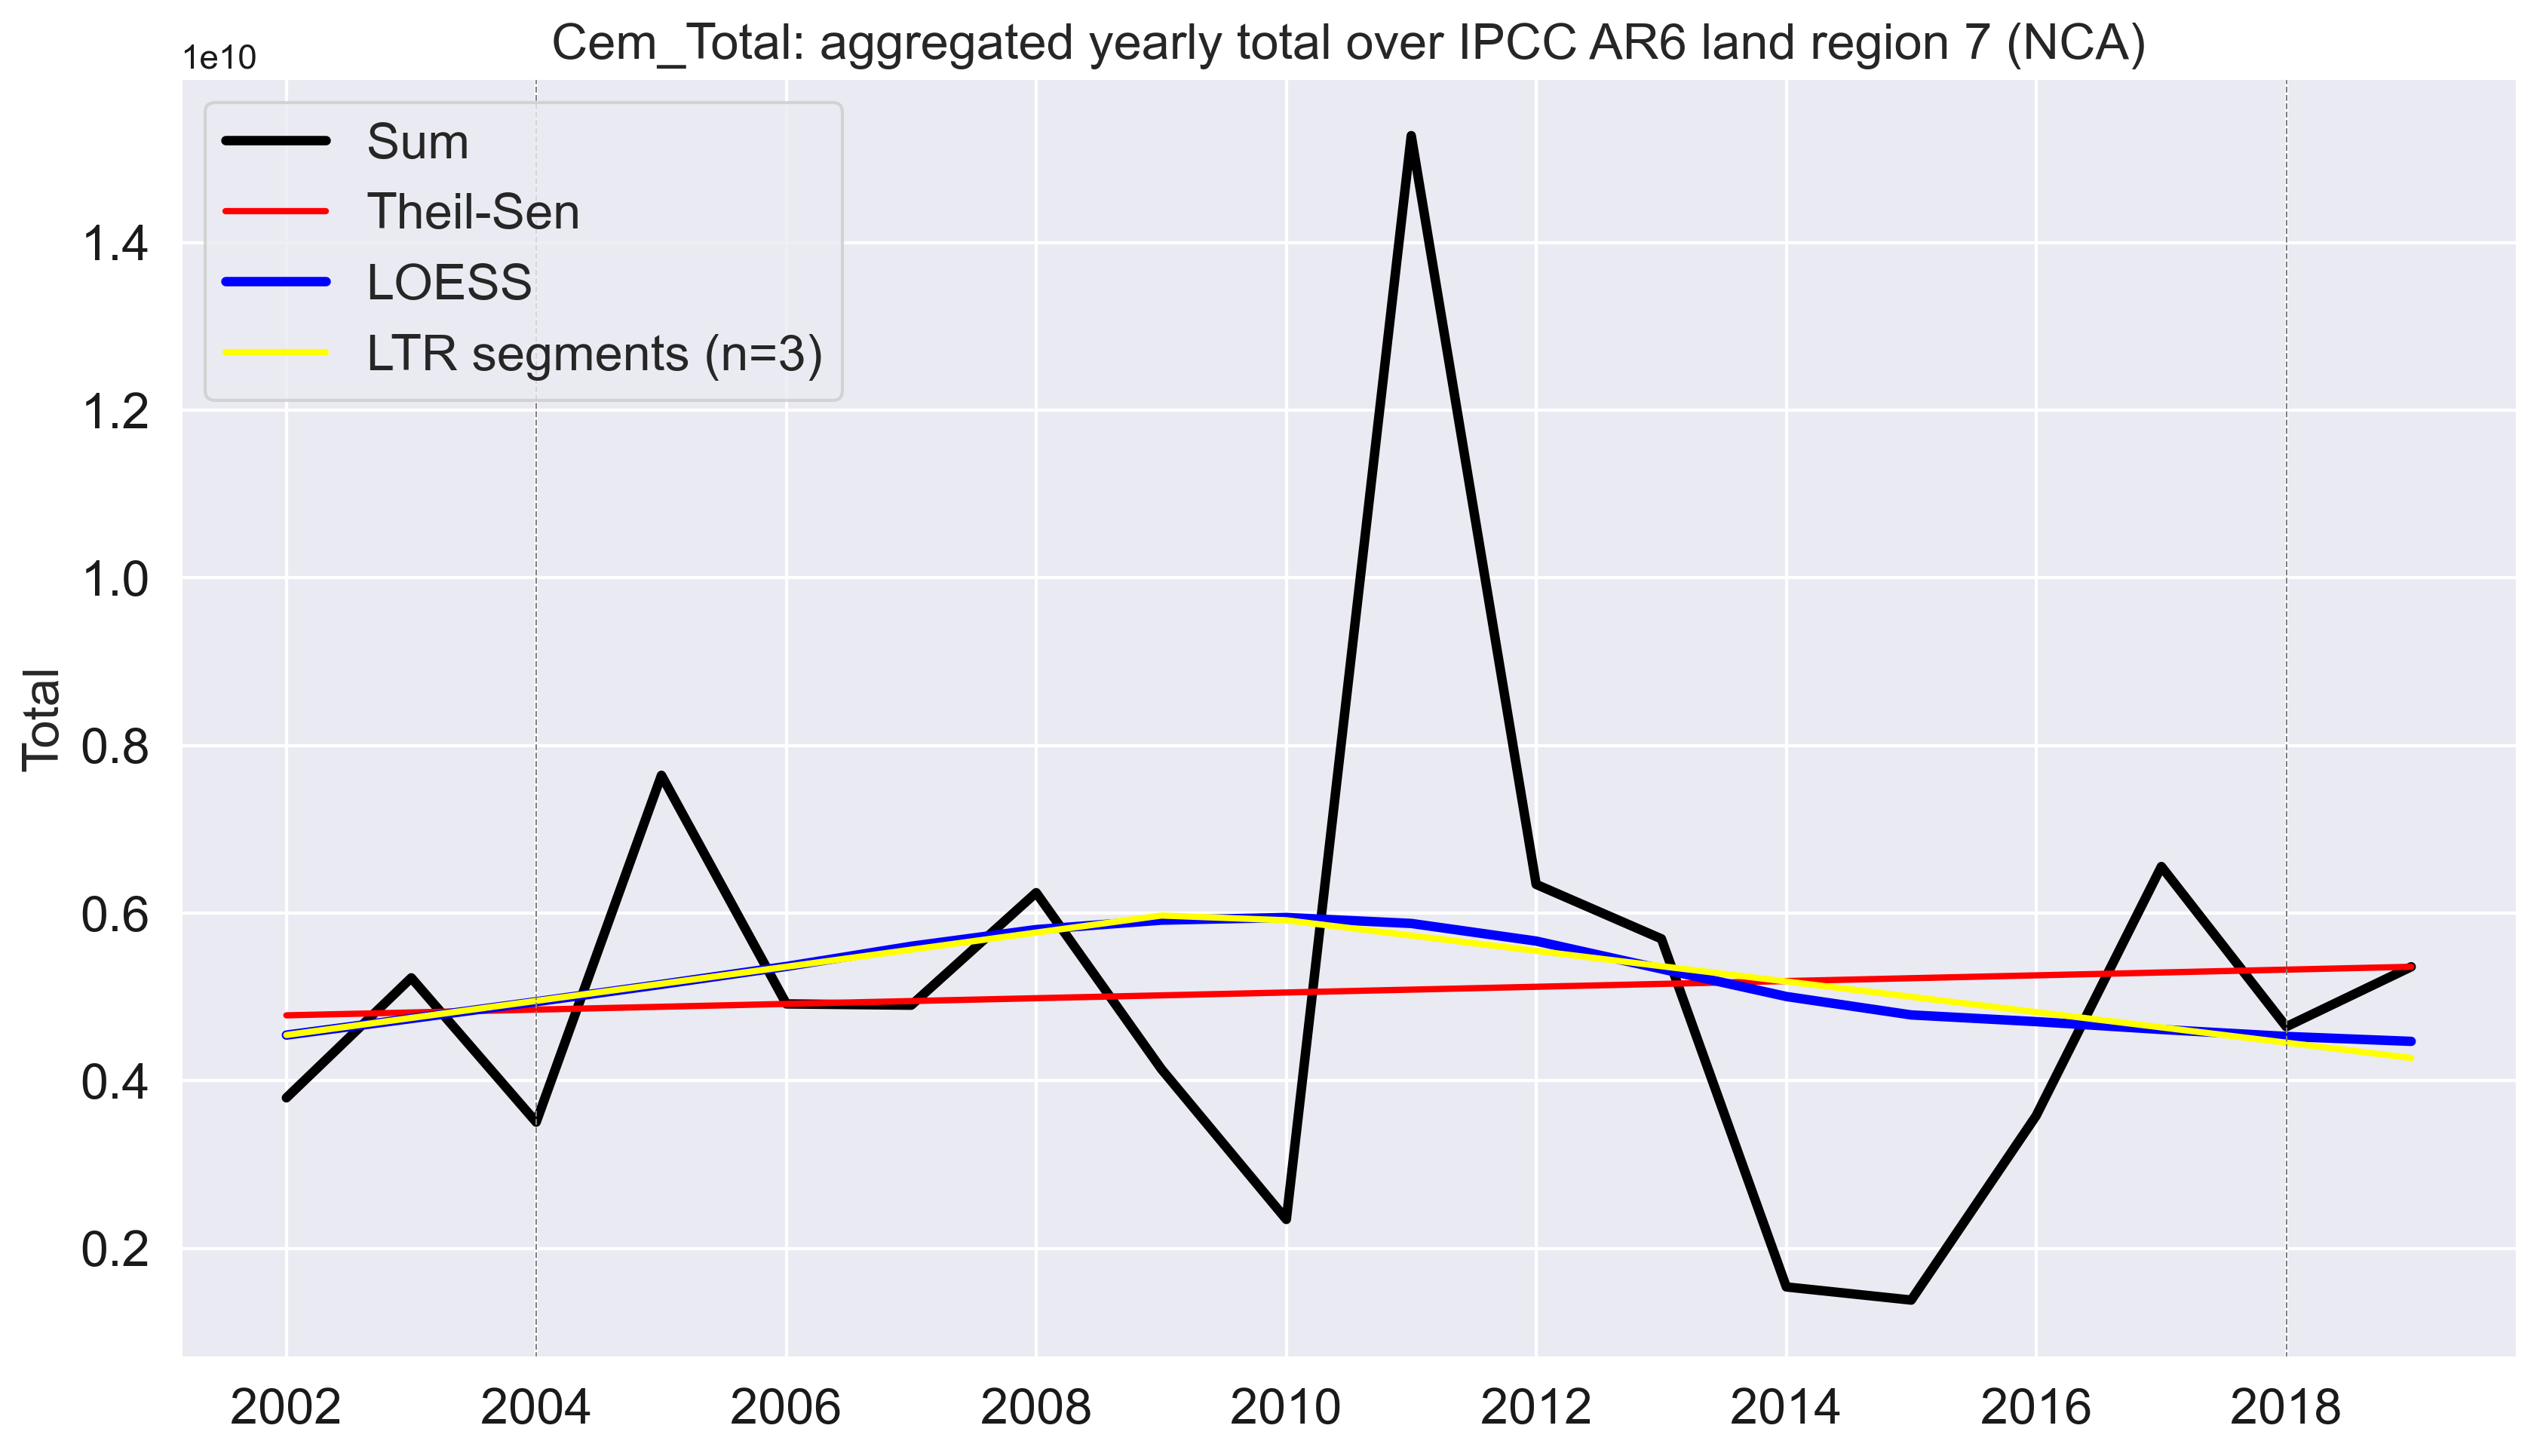 Cem_Total: aggregated yearly total over IPCC AR6 land region 7 (NCA)
1e10
Sum
Theil-Sen
LOESS
LTR segments (n=3)
1.4
1.2
1.0
0.8
0.6
0.4
0.2
Total
2002 2004 2006 2008 2010 2012 2014 2016 2018